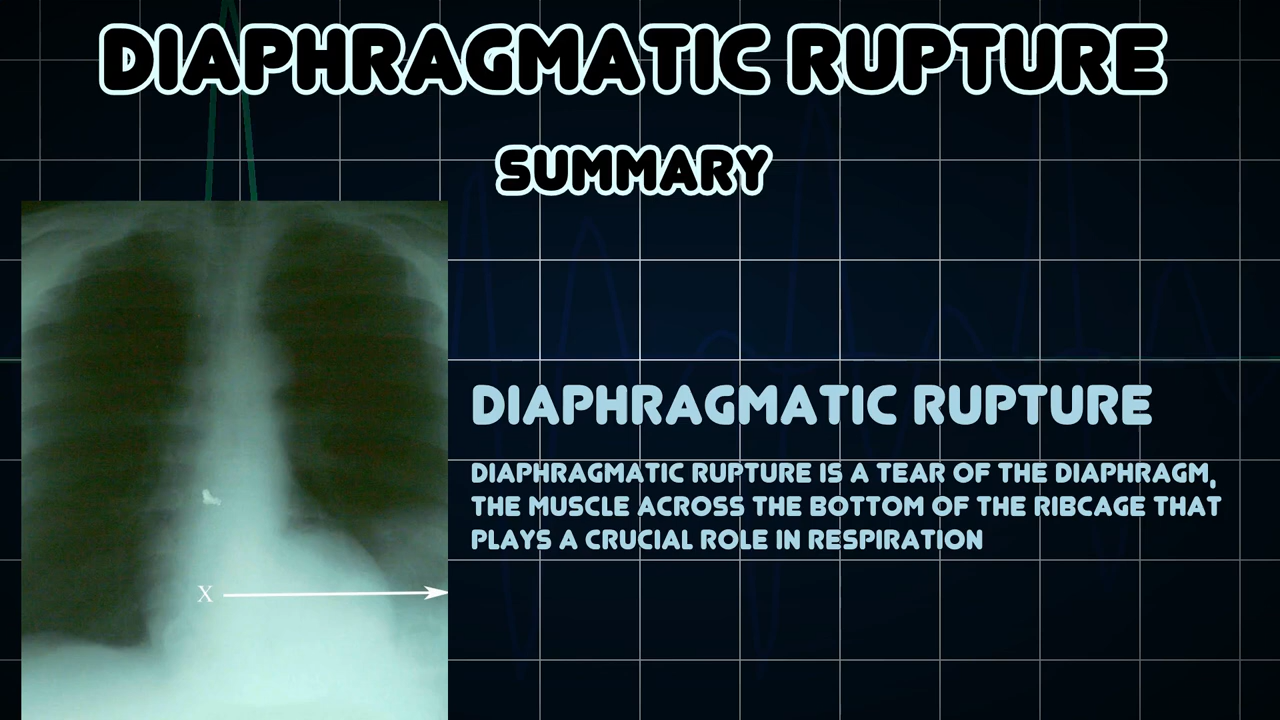 DIAPHRAGMATIC RUPTURE
SUMMARY
DIAPHRAGMATIC RUPTURE
DIAPHRAGMATIC RUPTURE IS A TEAR OF THE DIAPHRAGM,
THE MUSCLE ACROSS THE BOTTOM OF THE RIBCAGE THAT
PLAYS A CRUCIAL ROLE IN RESPIRATION
X